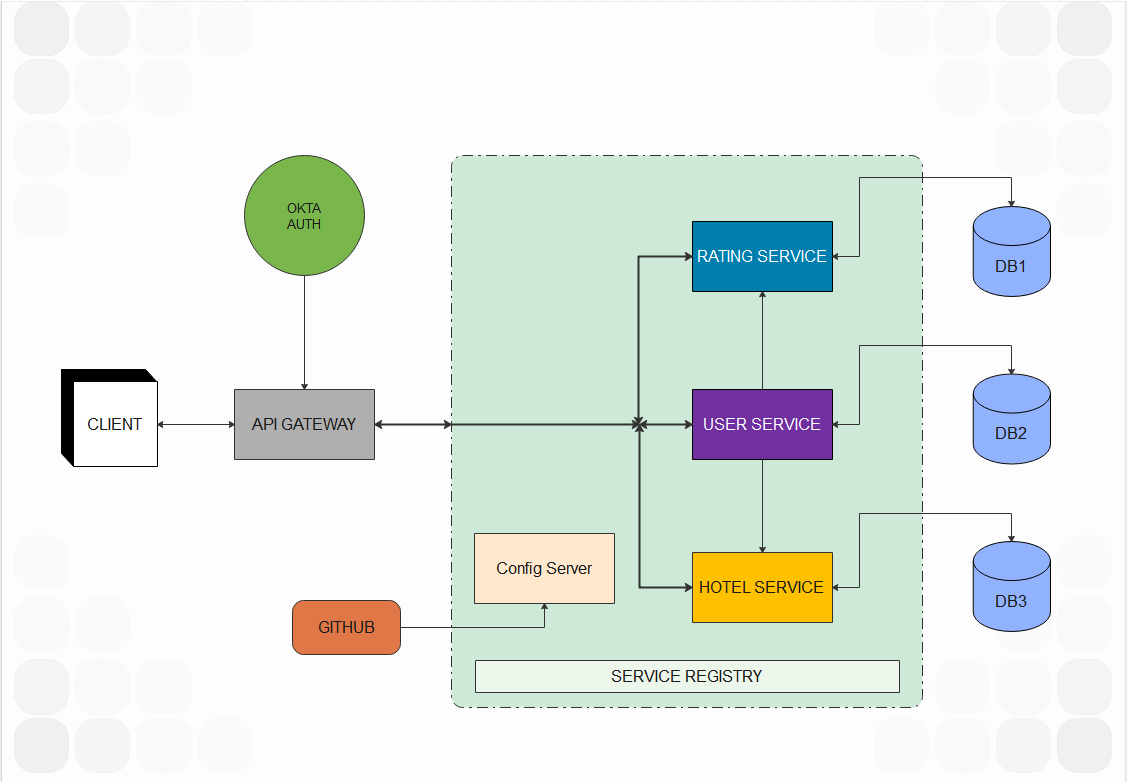 OKTA
AUTH
RATING SERVICE
DB1
CLIENT
API GATEWAY
USER SERVICE
DB2
Config Server
HOTEL SERVICE
DB3
GITHUB
SERVICE REGISTRY